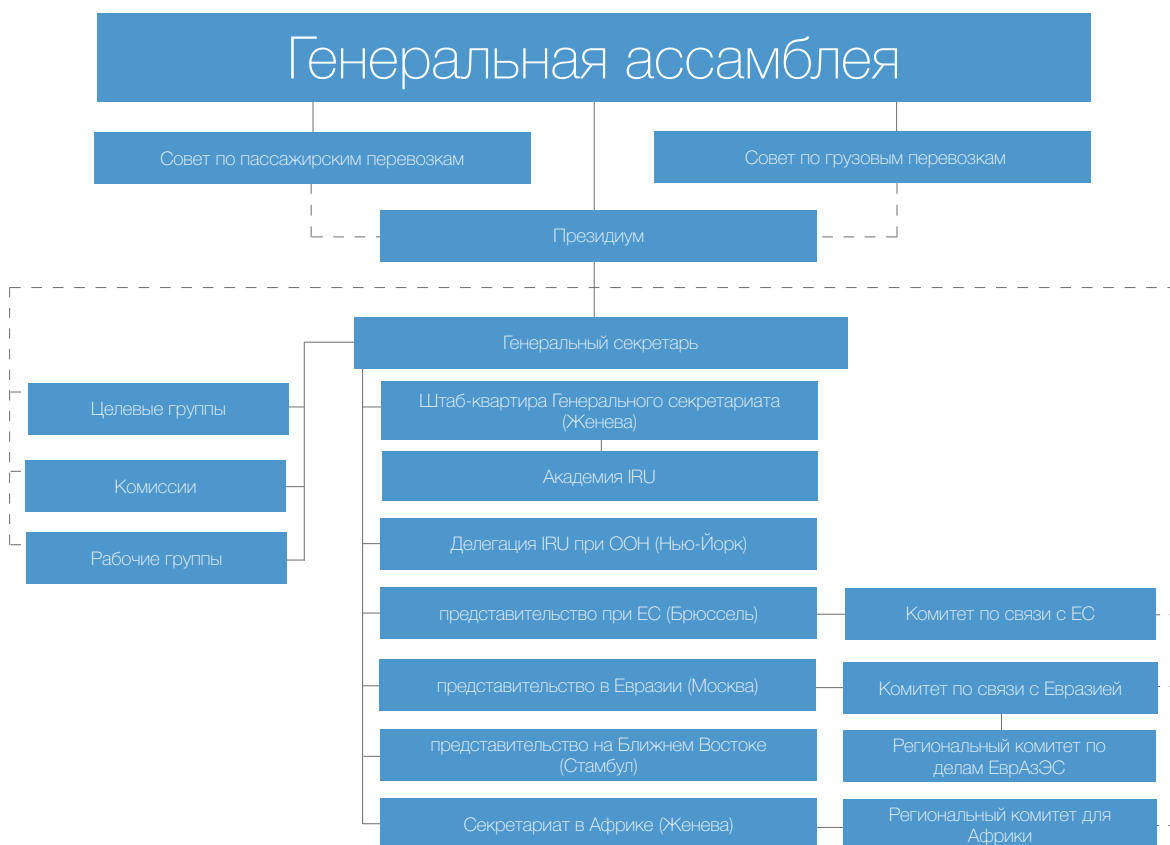 Генеральная ассамблея
Совет по пассажирским перевозкам
Совет по грузовым перевозкам
Президиум
Генеральный секретарь
Целевые группы
Комиссии
Рабочие группы
Штаб-квартира Генерального секретариата
(Женева)
Академия IRU
Делегация IRU при ООН (Нью-Йорк)
представительство при ЕС (Брюссель)
Комитет по связи с ЕС
представительство в Евразии (Москва)
Комитет по связи с Евразией
представительство на Ближнем Востоке
(Стамбул)
Региональный комитет по
делам ЕврАзЭС
Секретариат в Африке (Женева)
Региональный комитет для
Африки